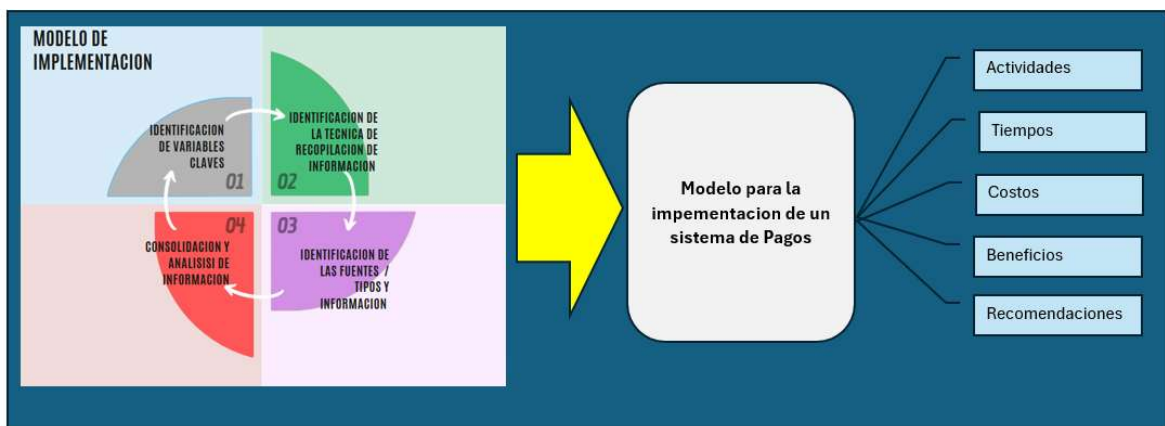 MODELO DE
IMPLEMENTACION
IDENTIFICACION
DE VARIABLES
CLAVES
01
IDENTIFICACION DE
LA TECNICA DE
RECOPILACION DE
INFORMACION
02
03
IDENTIFICACION DE
LAS FUENTES /
TIPOS Y
INFORMACION
04
CONSOLIDACION Y
ANALISISI DE
INFORMACION
Modelo para la
impementacion de un
sistema de Pagos
Actividades
Tiempos
Costos
Beneficios
Recomendaciones